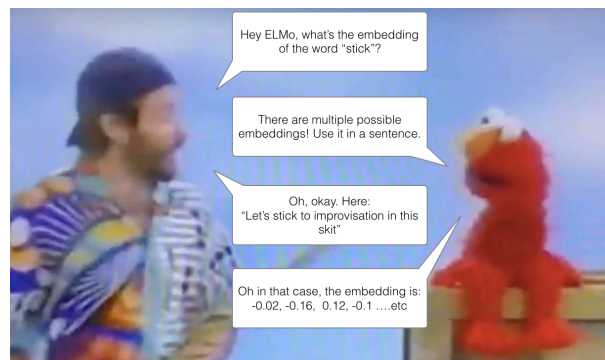 Hey ELMo, what's the embedding
of the word "stick"?
There are multiple possible
embeddings! Use it in a sentence.
Oh, okay. Here:
"Let's stick to improvisation in this
skit"
Oh in that case, the embedding is:
-0.02, -0.16, 0.12, -0.1 ....etc